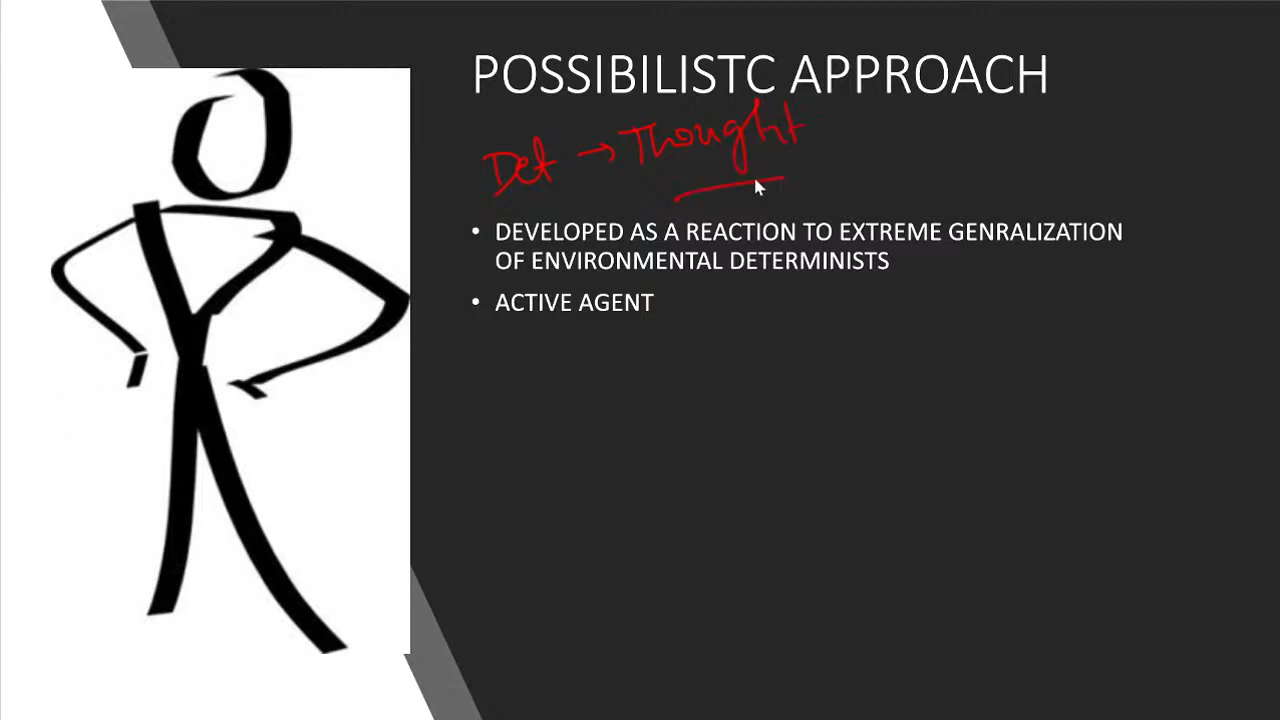 POSSIBILISTC APPROACH
Det → Thought
• DEVELOPED AS A REACTION TO EXTREME GENRALIZATION
OF ENVIRONMENTAL DETERMINISTS
• ACTIVE AGENT